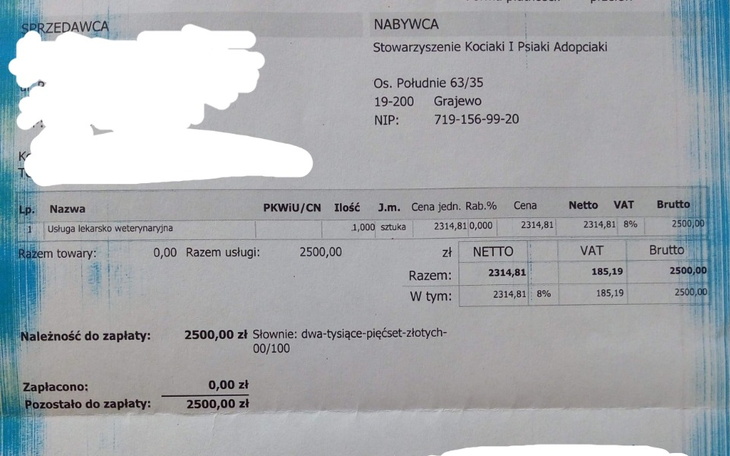 SPRZEDAWCA
NABYWCA
Stowarzyszenie Kociaki I Psiaki Adopciaki
Os. Południe 63/35
19-200 Grajewo
NIP: 719-156-99-20
Lp. Nazwa PKWiU/CN Ilość J.m. Cena jedn. Rab.% Cena Netto VAT Brutto
1 Usługa lekarsko weterynaryjna 1,000 sztuka 2314,81 0,000 2314,81 2314,81 8% 2500,00
Razem towary: 0,00 Razem usługi: 2500,00 zł NETTO VAT Brutto
Razem: 2314,81 185,19 2500,00
W tym: 2314,81 8% 185,19 2500,00
Należność do zapłaty: 2500,00 zł Słownie: dwa-tysiące-pięćset-złotych-
00/100
Zapłacono: 0,00 zł
Pozostało do zapłaty: 2500,00 zł